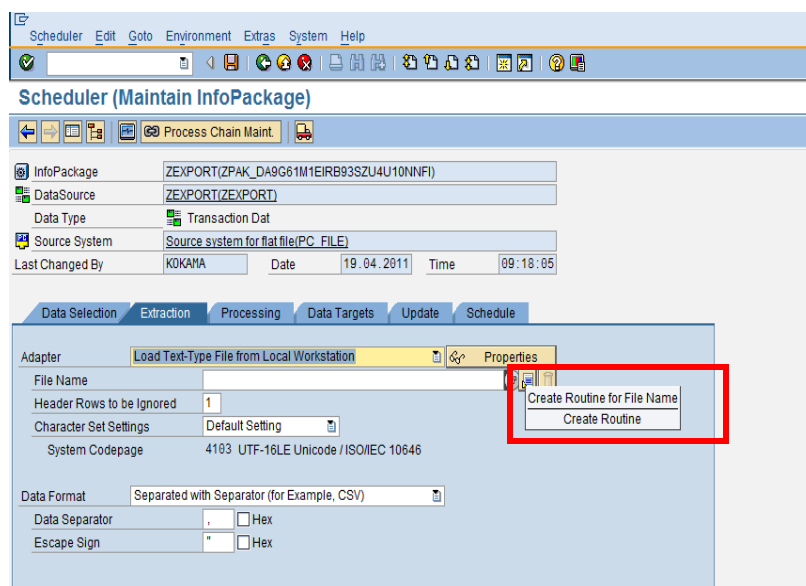 Scheduler Edit Goto Environment Extras System Help
Scheduler (Maintain InfoPackage)
Process Chain Maint.
InfoPackage ZEXPORT(ZPAK_DA9G61M1EIRB93SZU4U10NNFI)
DataSource ZEXPORT(ZEXPORT)
Data Type Transaction Dat
Source System Source system for flat file(PC_FILE)
Last Changed By KOKAMA Date 19.04.2011 Time 09:18:05
Data Selection Extraction Processing Data Targets Update Schedule
Adapter Load Text-Type File from Local Workstation Properties
File Name
Create Routine for File Name
Header Rows to be Ignored 1
Create Routine
Character Set Settings Default Setting
System Codepage 4103 UTF-16LE Unicode / ISO/IEC 10646
Data Format Separated with Separator (for Example, CSV)
Data Separator , Hex
Escape Sign " Hex